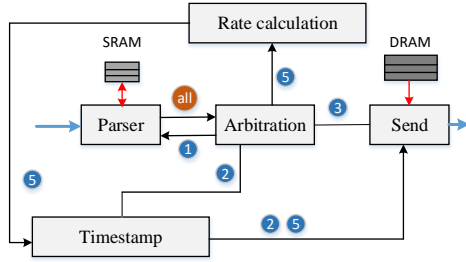 Rate calculation
SRAM
DRAM
all
5
3
Parser
Arbitration
Send
1
2
5
2 5
Timestamp